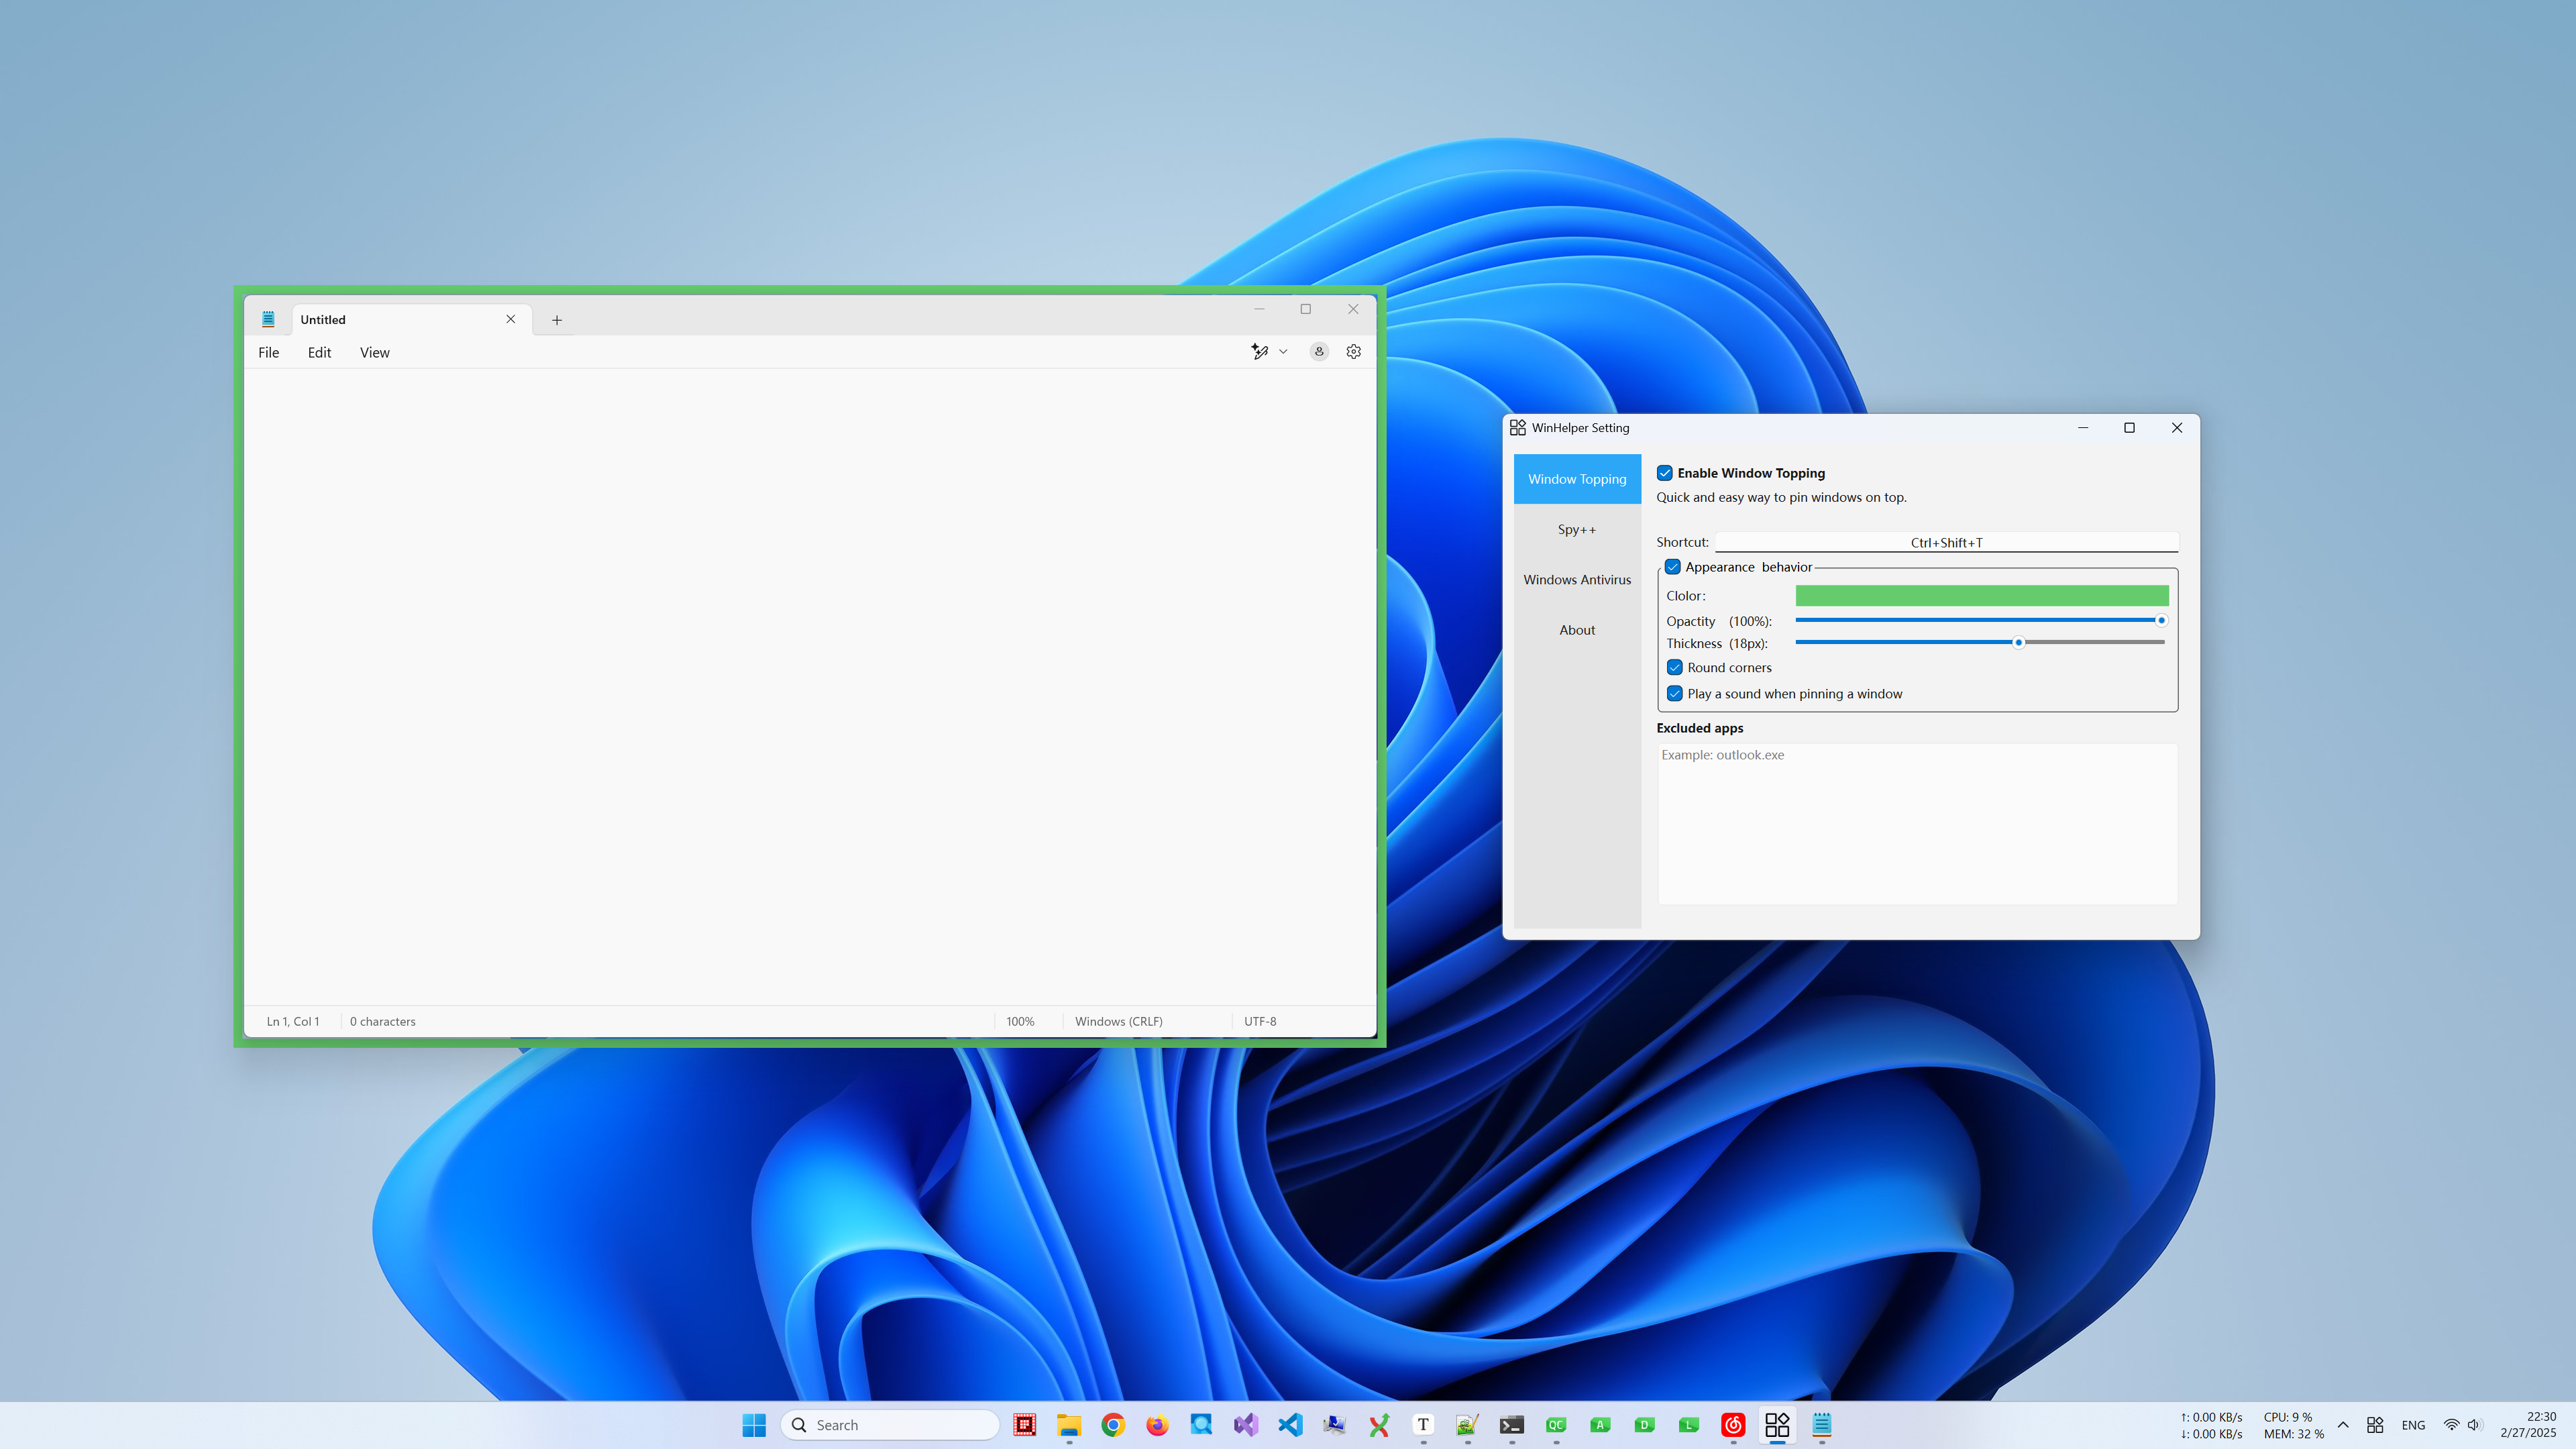 Untitled
File Edit View
Ln 1, Col 1 0 characters 100% Windows (CRLF) UTF-8
WinHelper Setting
Window Topping
Spy++
Windows Antivirus
About
Enable Window Topping
Quick and easy way to pin windows on top.
Shortcut: Ctrl+Shift+T
Appearance behavior
Clolor:
Opactity (100%):
Thickness (18px):
Round corners
Play a sound when pinning a window
Excluded apps
Example: outlook.exe
Search
T
QC
A
D
L
↑: 0.00 KB/s CPU: 9 %
↓: 0.00 KB/s MEM: 32 %
ENG
22:30
2/27/2025